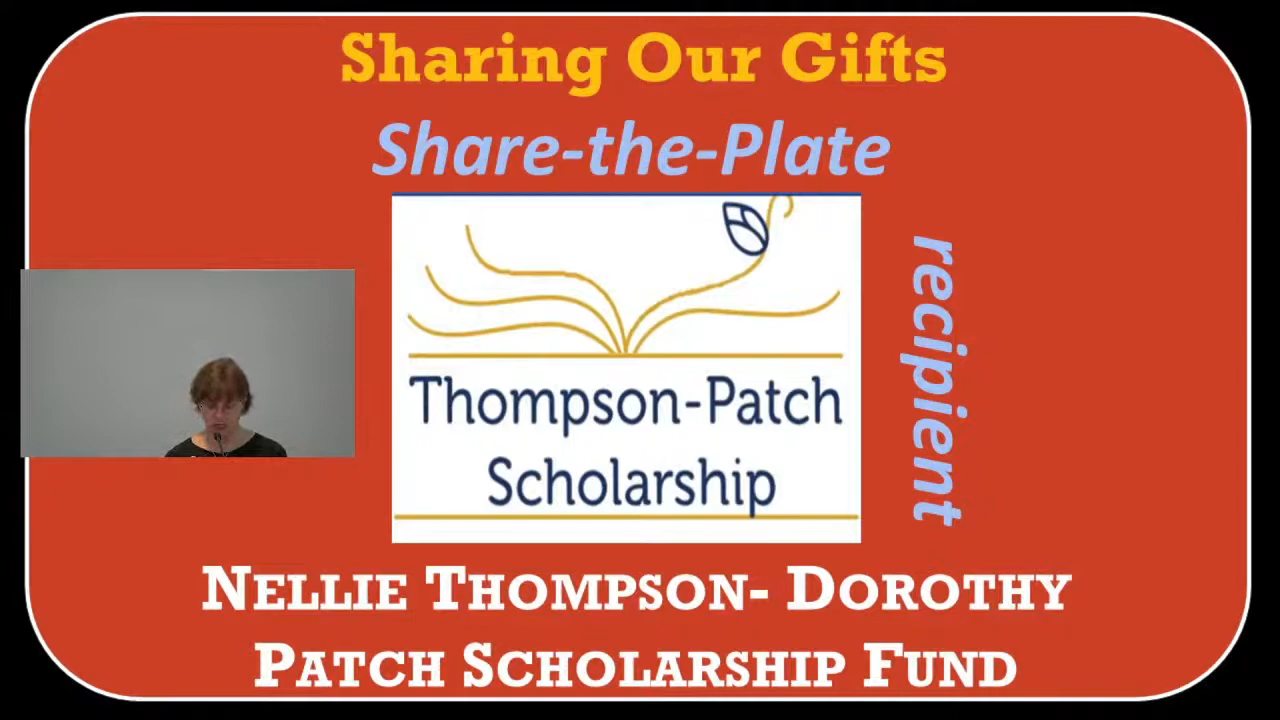 Sharing Our Gifts
Share-the-Plate
recipient
Thompson-Patch
Scholarship
NELLIE THOMPSON- DOROTHY
PATCH SCHOLARSHIP FUND